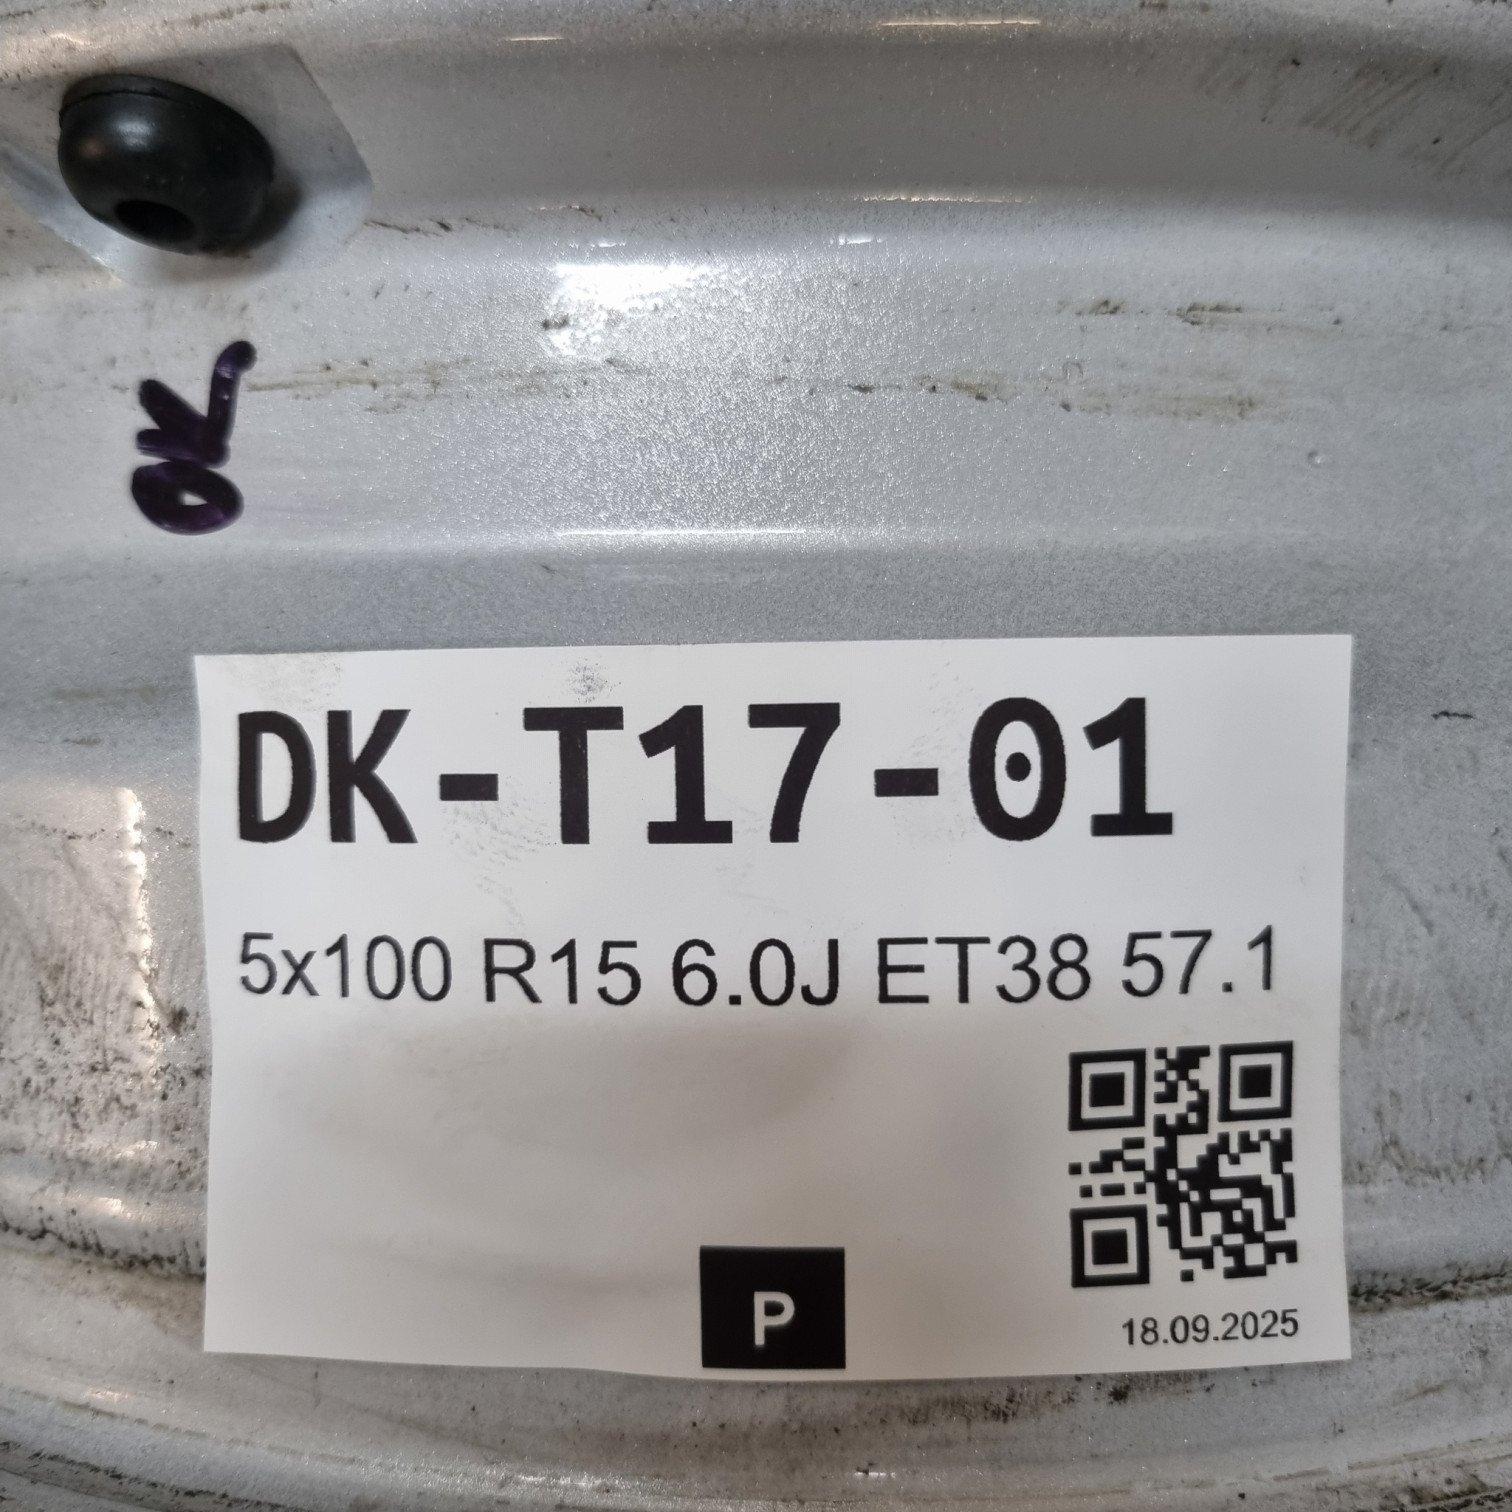 OK
DK-T17-01
5x100 R15 6.0J ET38 57.1
P
18.09.2025